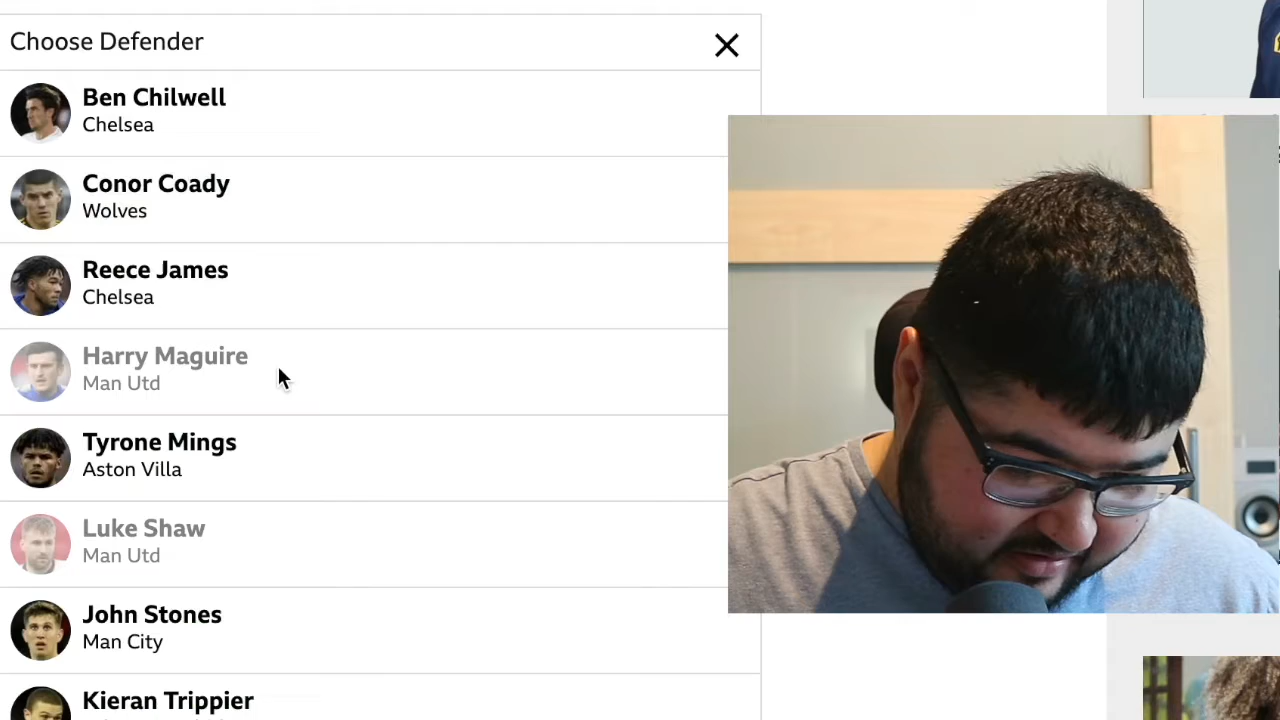 Choose Defender
Ben Chilwell
Chelsea
Conor Coady
Wolves
Reece James
Chelsea
Harry Maguire
Man Utd
Tyrone Mings
Aston Villa
Luke Shaw
Man Utd
John Stones
Man City
Kieran Trippier